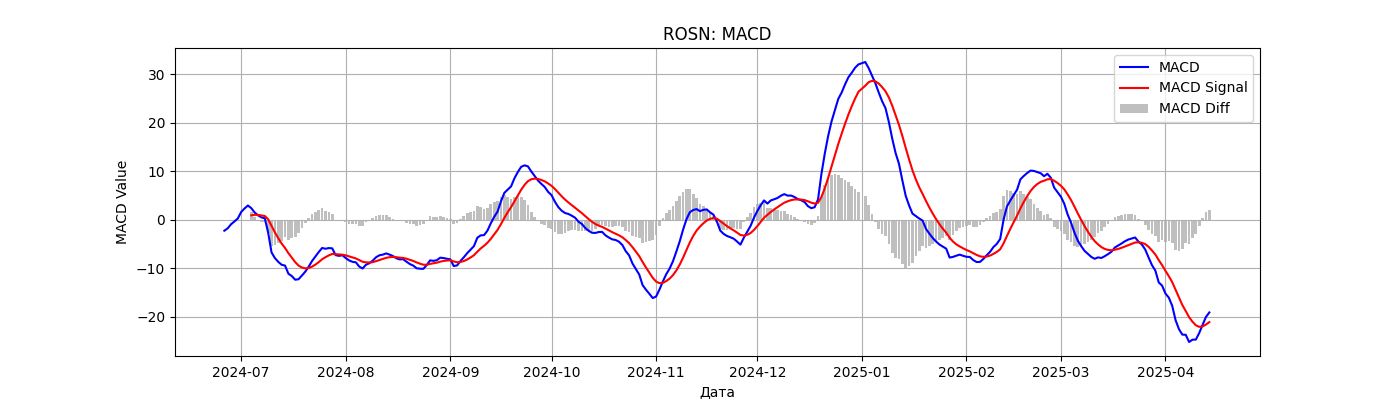 ROSN: MACD
MACD
MACD Signal
MACD Diff
MACD Value
30
20
10
0
−10
−20
2024-07
2024-08
2024-09
2024-10
2024-11
2024-12
2025-01
2025-02
2025-03
2025-04
Дата